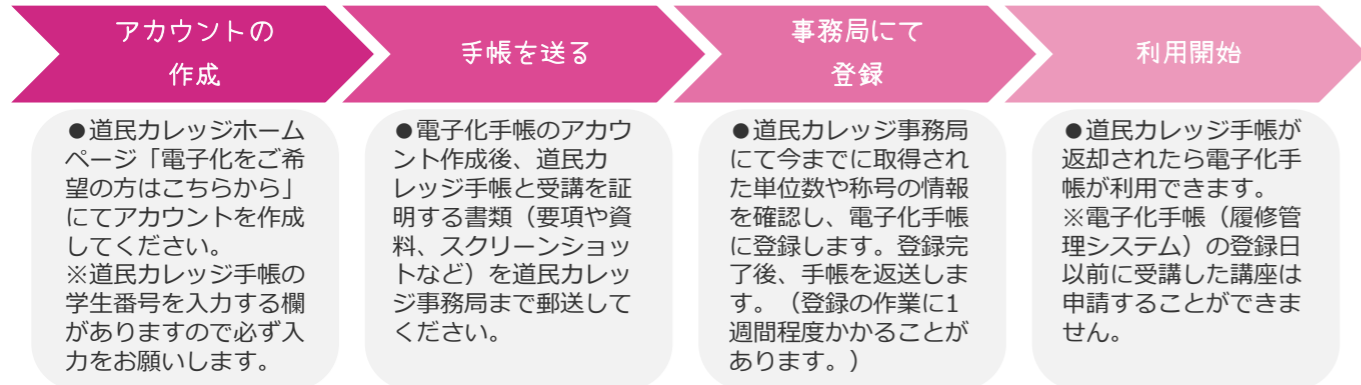 アカウントの
作成
●道民カレッジホーム
ページ「電子化をご希
望の方はこちらから」
にてアカウントを作成
してください。
※道民カレッジ手帳の
学生番号を入力する欄
がありますので必ず入
力をお願いします。
手帳を送る
●電子化手帳のアカウ
ント作成後、道民カ
レッジ手帳と受講を証
明する書類（要項や資
料、スクリーンショッ
トなど）を道民カレッ
ジ事務局まで郵送して
ください。
事務局にて
登録
●道民カレッジ事務局
にて今までに取得され
た単位数や称号の情報
を確認し、電子化手帳
に登録します。登録完
了後、手帳を返送しま
す。（登録の作業に1
週間程度かかることが
あります。）
利用開始
●道民カレッジ手帳が
返却されたら電子化手
帳が利用できます。
※電子化手帳（履修管
理システム）の登録日
以前に受講した講座は
申請することができま
せん。